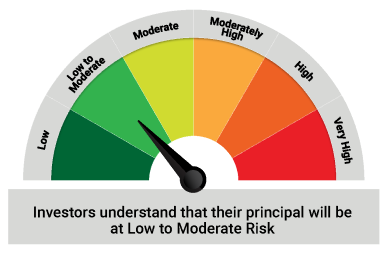 Low
Low to
Moderate
Moderate
Moderately
High
High
Very High
Investors understand that their principal will be
at Low to Moderate Risk